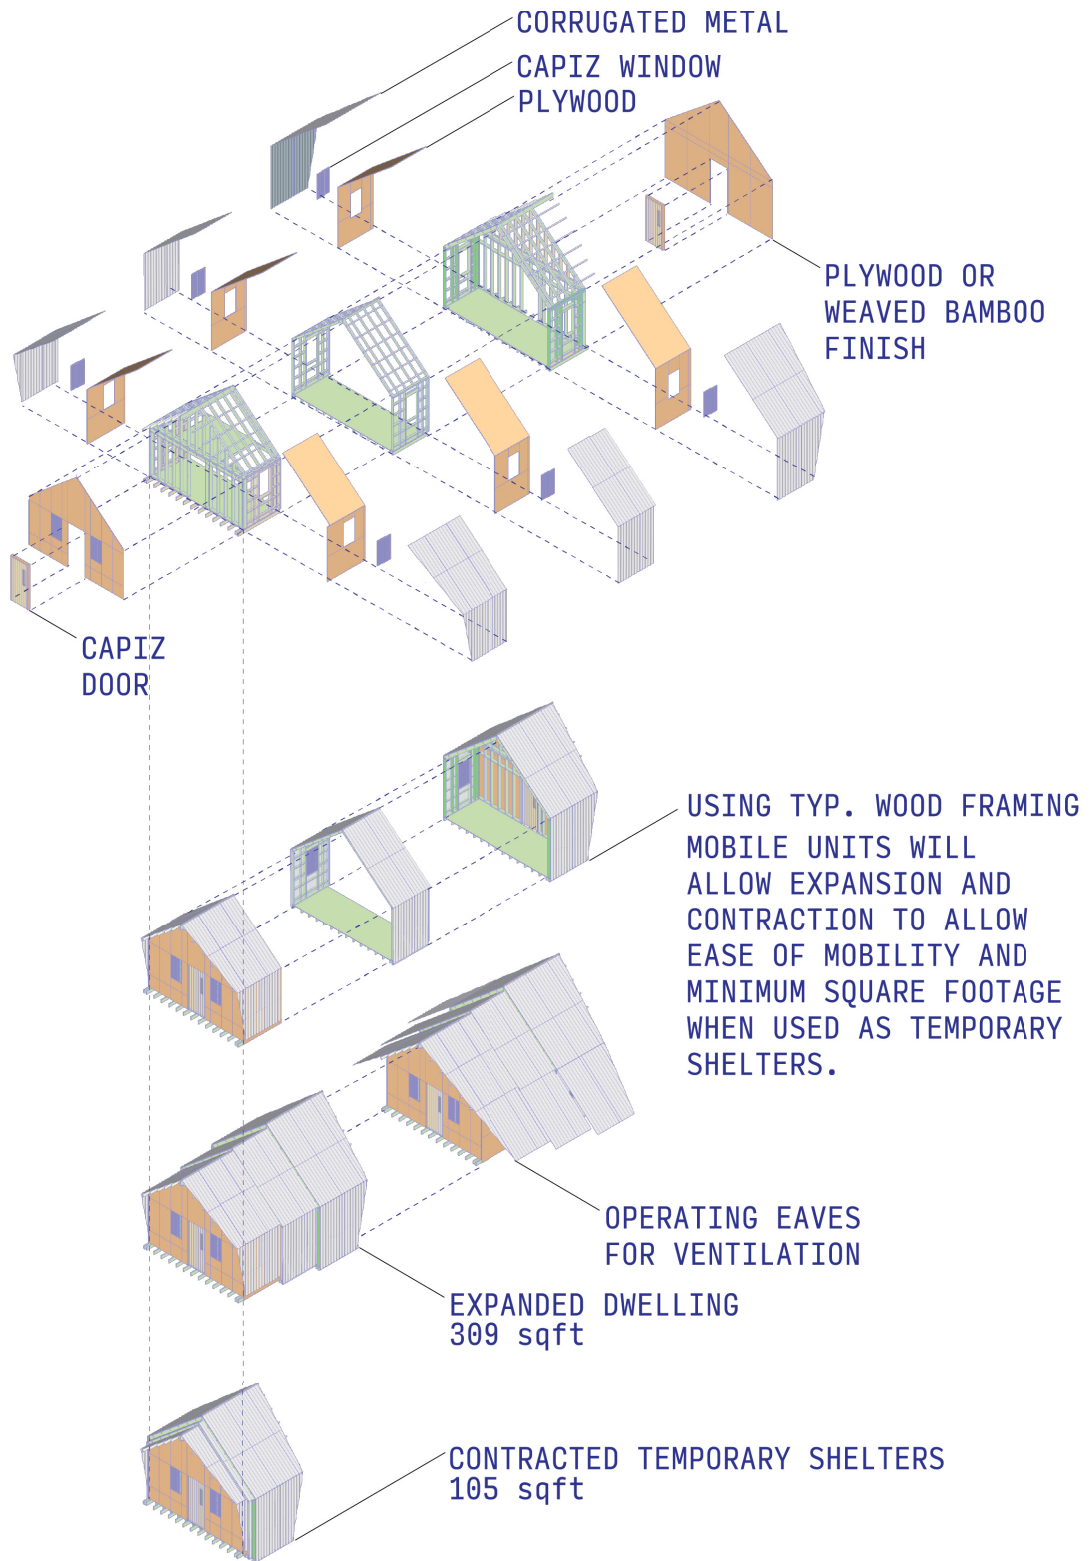 CORRUGATED METAL
CAPIZ WINDOW
PLYWOOD
PLYWOOD OR
WEAVED BAMBOO
FINISH
CAPIZ
DOOR
USING TYP. WOOD FRAMING
MOBILE UNITS WILL
ALLOW EXPANSION AND
CONTRACTION TO ALLOW
EASE OF MOBILITY AND
MINIMUM SQUARE FOOTAGE
WHEN USED AS TEMPORARY
SHELTERS.
OPERATING EAVES
FOR VENTILATION
EXPANDED DWELLING
309 sqft
CONTRACTED TEMPORARY SHELTERS
105 sqft